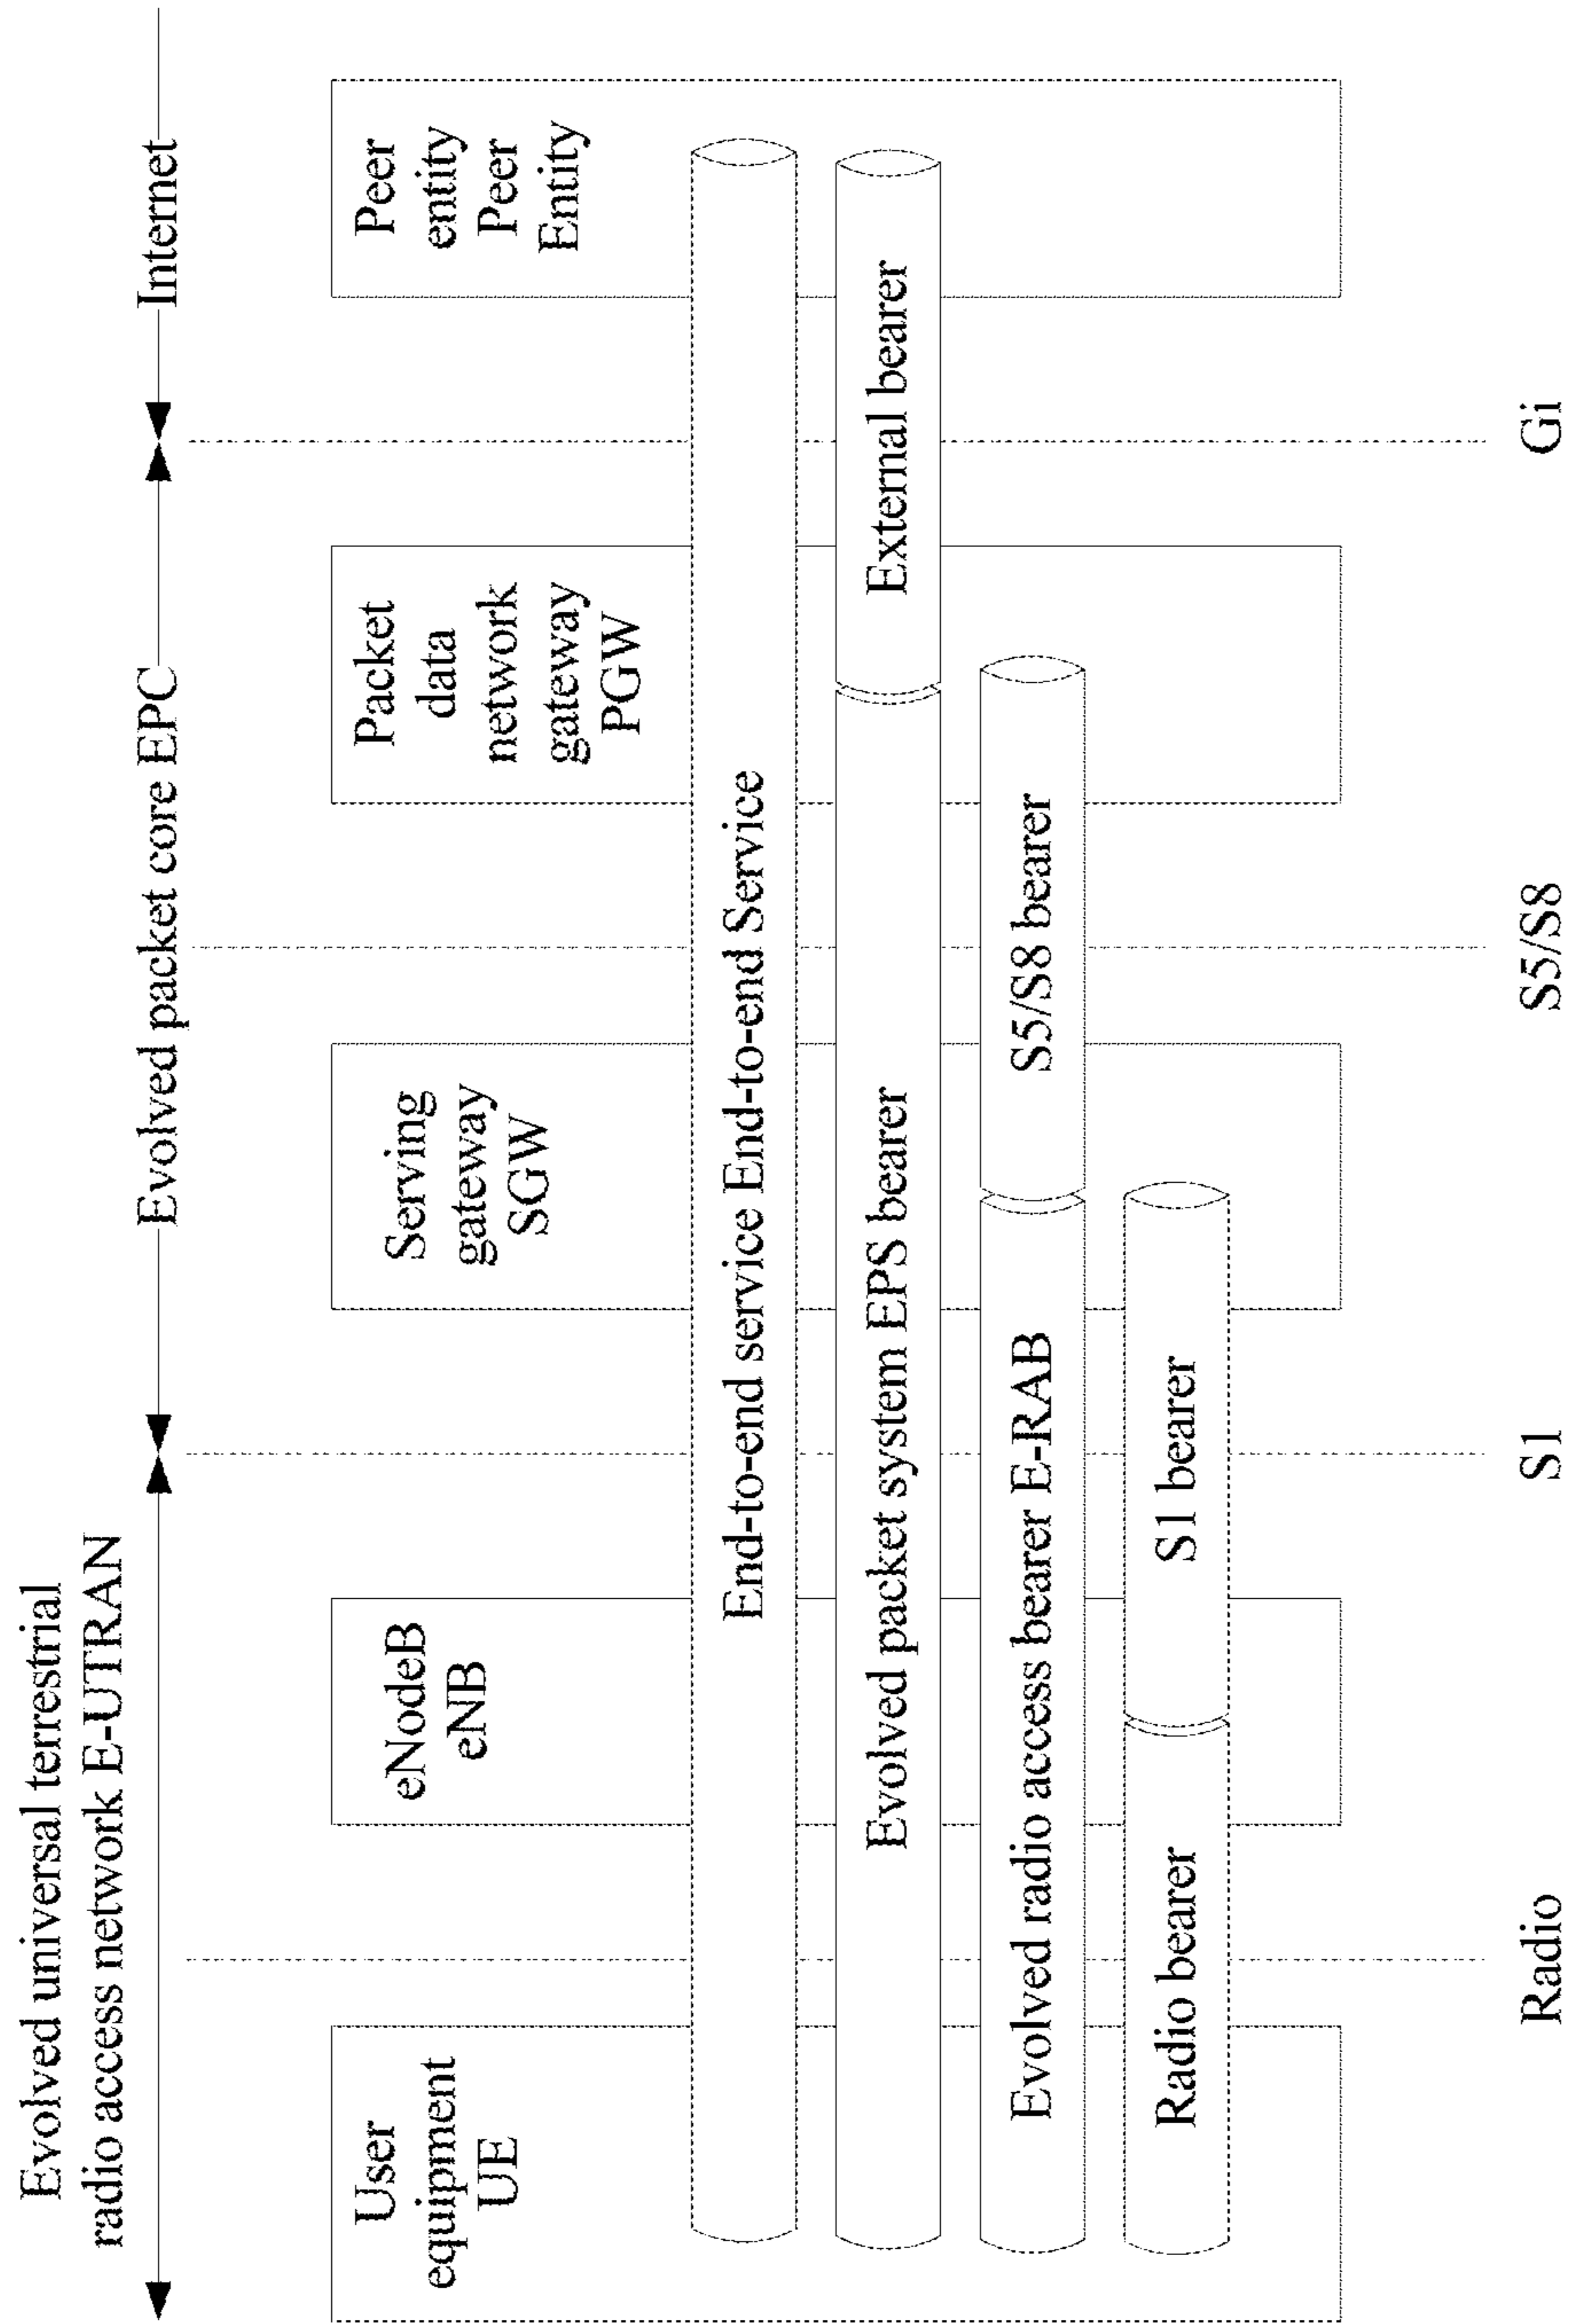 Evolved universal terrestrial
radio access network E-UTRAN
Evolved packet core EPC
Internet
User
equipment
UE
eNodeB
eNB
Serving
gateway
SGW
Packet
data
network
gateway
PGW
Peer
entity
Peer
Entity
End-to-end service End-to-end Service
Evolved packet system EPS bearer
External bearer
Evolved radio access bearer E-RAB
S5/S8 bearer
Radio bearer
S1 bearer
Radio
S1
S5/S8
Gi